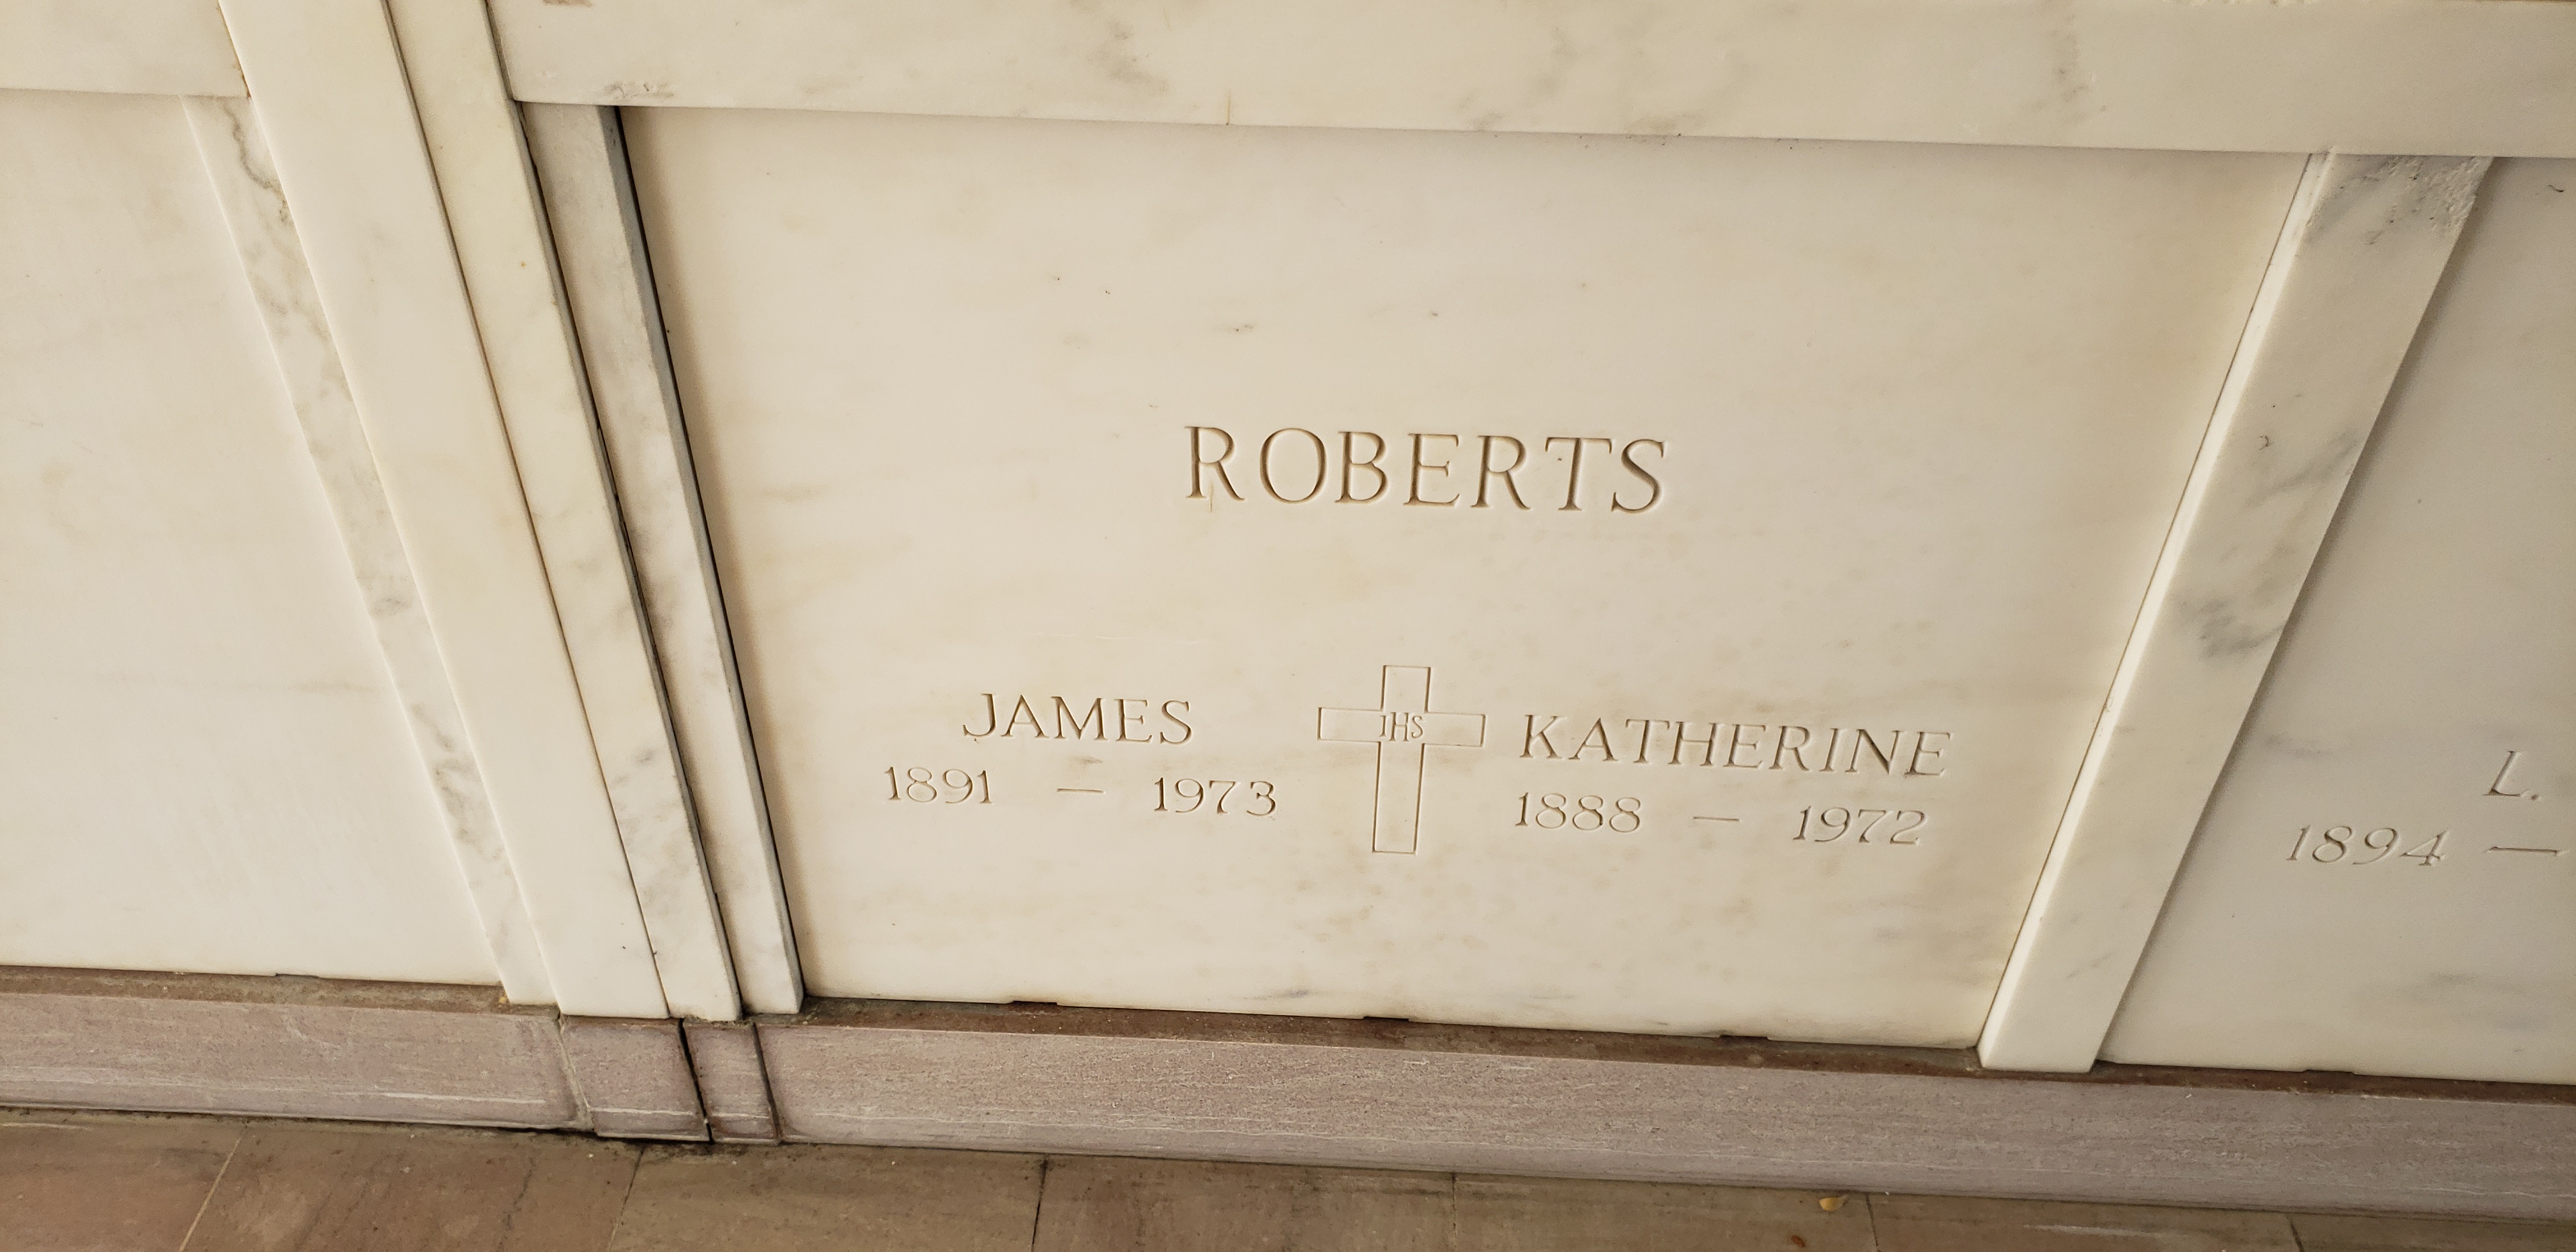 ROBERTS
JAMES
1891 — 1973
IHS
KATHERINE
1888 — 1972
L.
1894 —